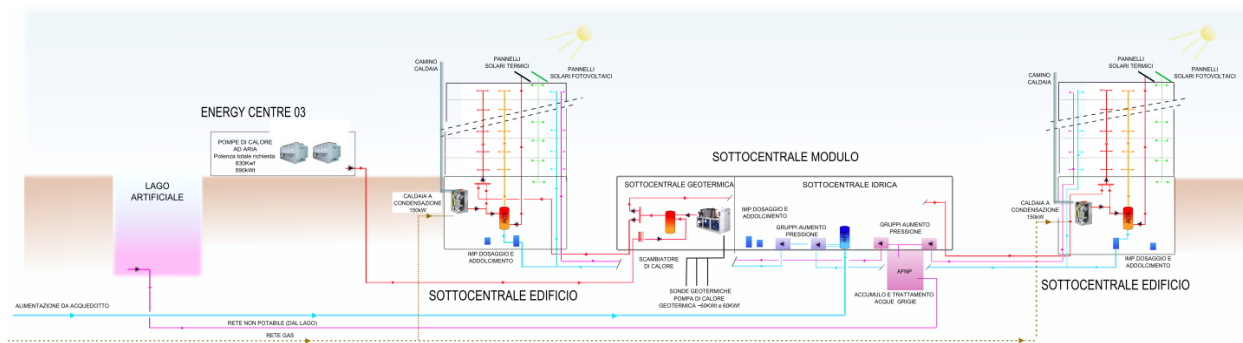 CAMINO
CALDAIA
PANNELLI
SOLARI TERMICI
PANNELLI
SOLARI FOTOVOLTAICI
ENERGY CENTRE 03
POMPE DI CALORE
AD ARIA
Potenza totale richiesta
830Kwf
590kWt
LAGO
ARTIFICIALE
CALDAIA A
CONDENSAZIONE
150kW
ACS
IMP.DOSAGGIO E
ADDOLCIMENTO
SOTTOCENTRALE EDIFICIO
SOTTOCENTRALE MODULO
SOTTOCENTRALE GEOTERMICA
SOTTOCENTRALE IDRICA
SCAMBIATORE
DI CALORE
SONDE GEOTERMICHE
POMPA DI CALORE
GEOTERMICA ~60KWt e 60KWf
IMP.DOSAGGIO E
ADDOLCIMENTO
GRUPPI AUMENTO
PRESSIONE
GRUPPI AUMENTO
PRESSIONE
AFNP
ACCUMULO E TRATTAMENTO
ACQUE GRIGIE
CAMINO
CALDAIA
PANNELLI
SOLARI TERMICI
PANNELLI
SOLARI FOTOVOLTAICI
CALDAIA A
CONDENSAZIONE
150kW
ACS
IMP.DOSAGGIO E
ADDOLCIMENTO
SOTTOCENTRALE EDIFICIO
ALIMENTAZIONE DA ACQUEDOTTO
RETE NON POTABILE (DAL LAGO)
RETE GAS